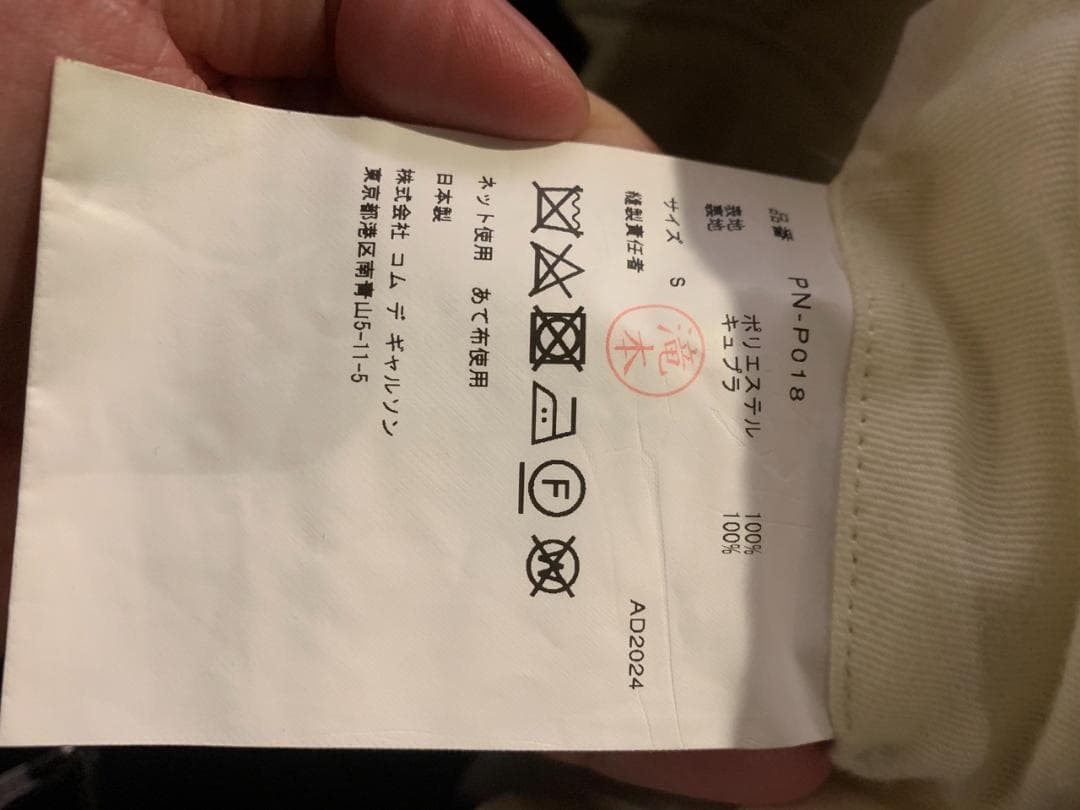 品番 PN-P018
表地 ポリエステル 100%
裏地 キュプラ 100%
サイズ S
縫製責任者 滝本 AD2024
F
W
ネット使用 あて布使用
日本製
株式会社 コム デ ギャルソン
東京都港区南青山5-11-5